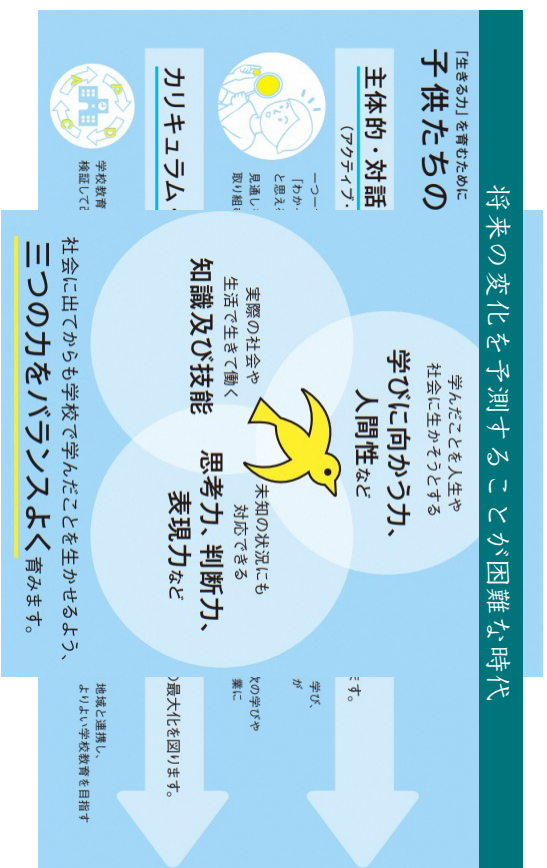 将来の変化を予測することが困難な時代
「生きる力」を育むために
子供たちの
主体的・対話
(アクティブ・
一つ一つ
「わか
と思え
見通し
取り組
カリキュラム・
学校教育
検証して
学んだことを人生や
社会に生かそうとする
学びに向かう力、
人間性など
実際の社会や
生活で生きて働く
知識及び技能
未知の状況にも
対応できる
思考力、判断力、
表現力など
社会に出てからも学校で学んだことを生かせるよう、
三つの力をバランスよく育みます。
ます。
学び、
が
次の学びや
業に
の最大化を図ります。
地域と連携し、
よりよい学校教育を目指す